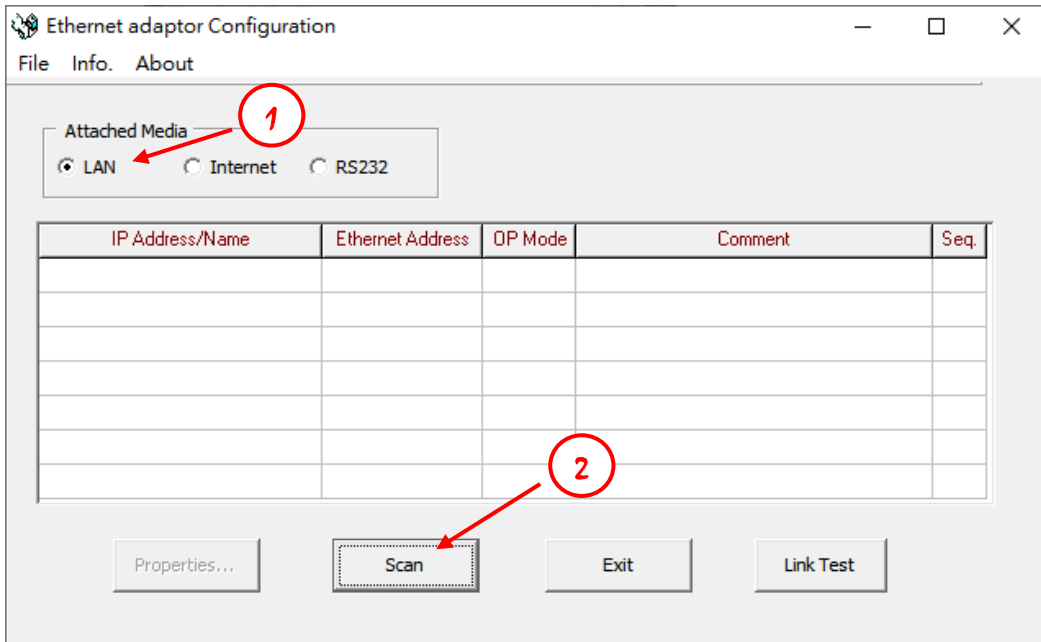 Ethernet adaptor Configuration
File Info. About
1
Attached Media
LAN Internet RS232
IP Address/Name Ethernet Address OP Mode Comment Seq.
2
Properties... Scan Exit Link Test